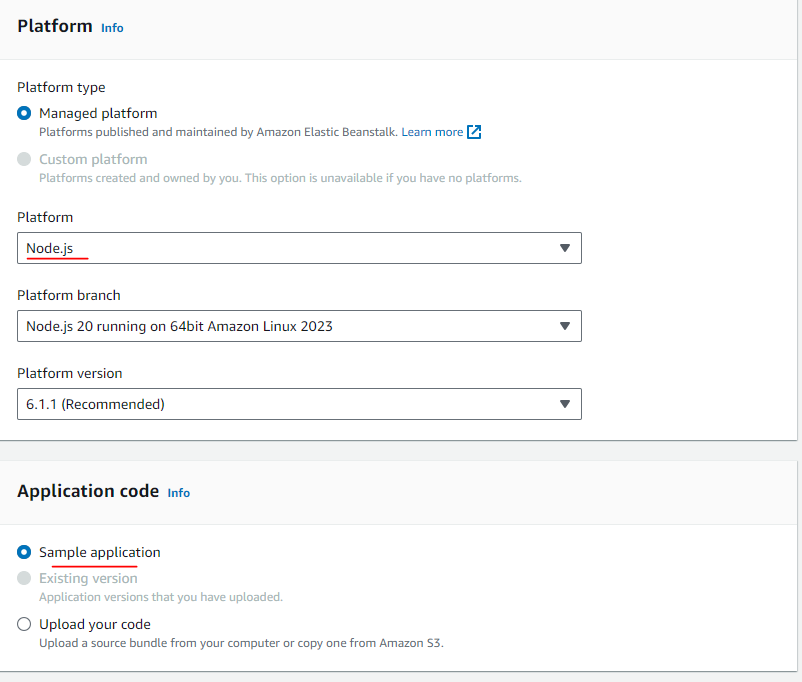 Platform Info
Platform type
Managed platform
Platforms published and maintained by Amazon Elastic Beanstalk. Learn more
Custom platform
Platforms created and owned by you. This option is unavailable if you have no platforms.
Platform
Node.js
Platform branch
Node.js 20 running on 64bit Amazon Linux 2023
Platform version
6.1.1 (Recommended)
Application code Info
Sample application
Existing version
Application versions that you have uploaded.
Upload your code
Upload a source bundle from your computer or copy one from Amazon S3.